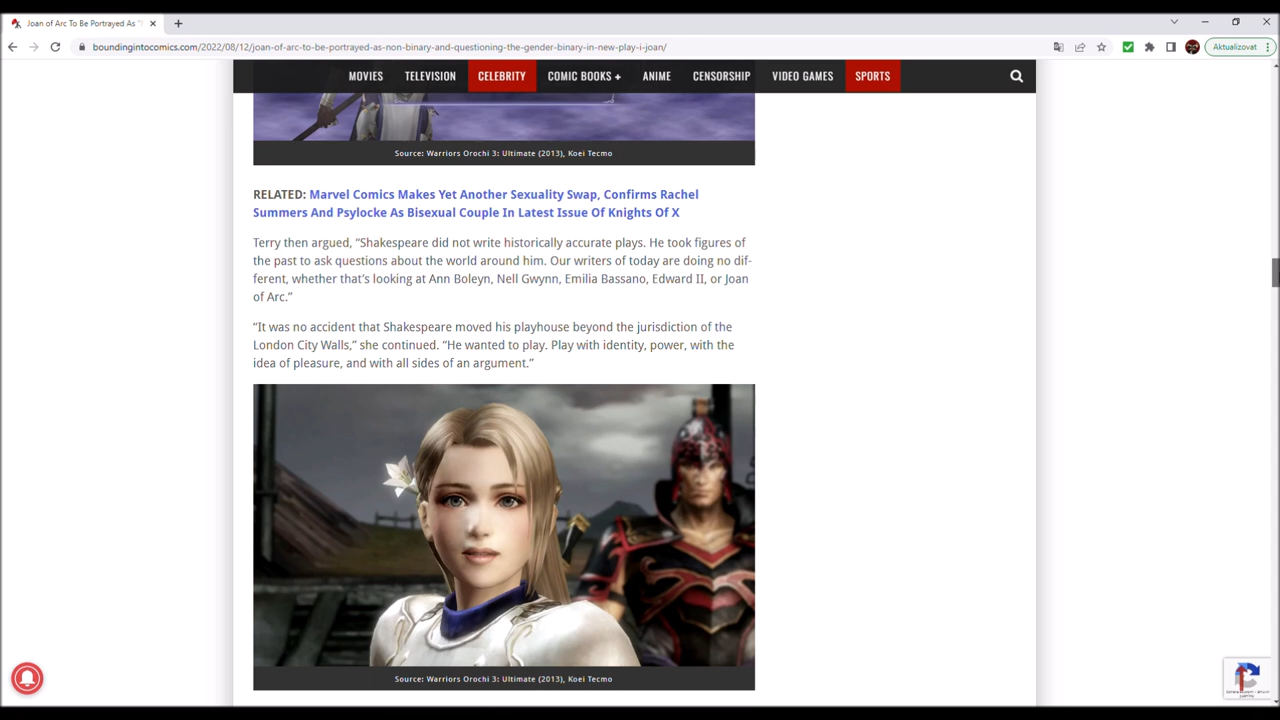 Joan of Arc To Be Portrayed As "
boundingintocomics.com/2022/08/12/joan-of-arc-to-be-portrayed-as-non-binary-and-questioning-the-gender-binary-in-new-play-i-joan/
Aktualizovat
MOVIES TELEVISION CELEBRITY COMIC BOOKS + ANIME CENSORSHIP VIDEO GAMES SPORTS
Source: Warriors Orochi 3: Ultimate (2013), Koei Tecmo
RELATED: Marvel Comics Makes Yet Another Sexuality Swap, Confirms Rachel
Summers And Psylocke As Bisexual Couple In Latest Issue Of Knights Of X
Terry then argued, “Shakespeare did not write historically accurate plays. He took figures of
the past to ask questions about the world around him. Our writers of today are doing no dif-
ferent, whether that’s looking at Ann Boleyn, Nell Gwynn, Emilia Bassano, Edward II, or Joan
of Arc.”
“It was no accident that Shakespeare moved his playhouse beyond the jurisdiction of the
London City Walls,” she continued. “He wanted to play. Play with identity, power, with the
idea of pleasure, and with all sides of an argument.”
Source: Warriors Orochi 3: Ultimate (2013), Koei Tecmo